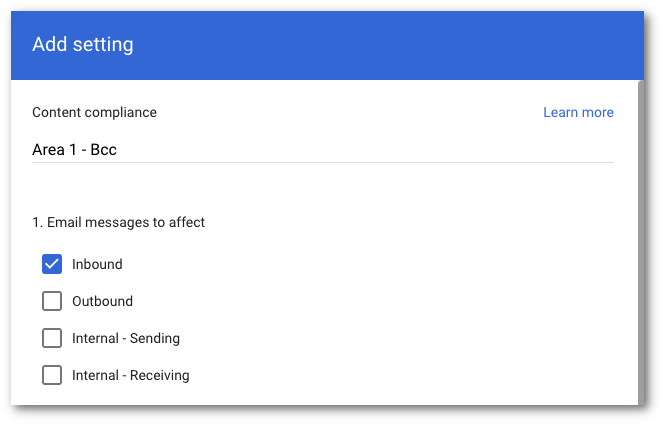 Add setting
Content compliance Learn more
Area 1 - Bcc
1. Email messages to affect
Inbound
Outbound
Internal - Sending
Internal - Receiving